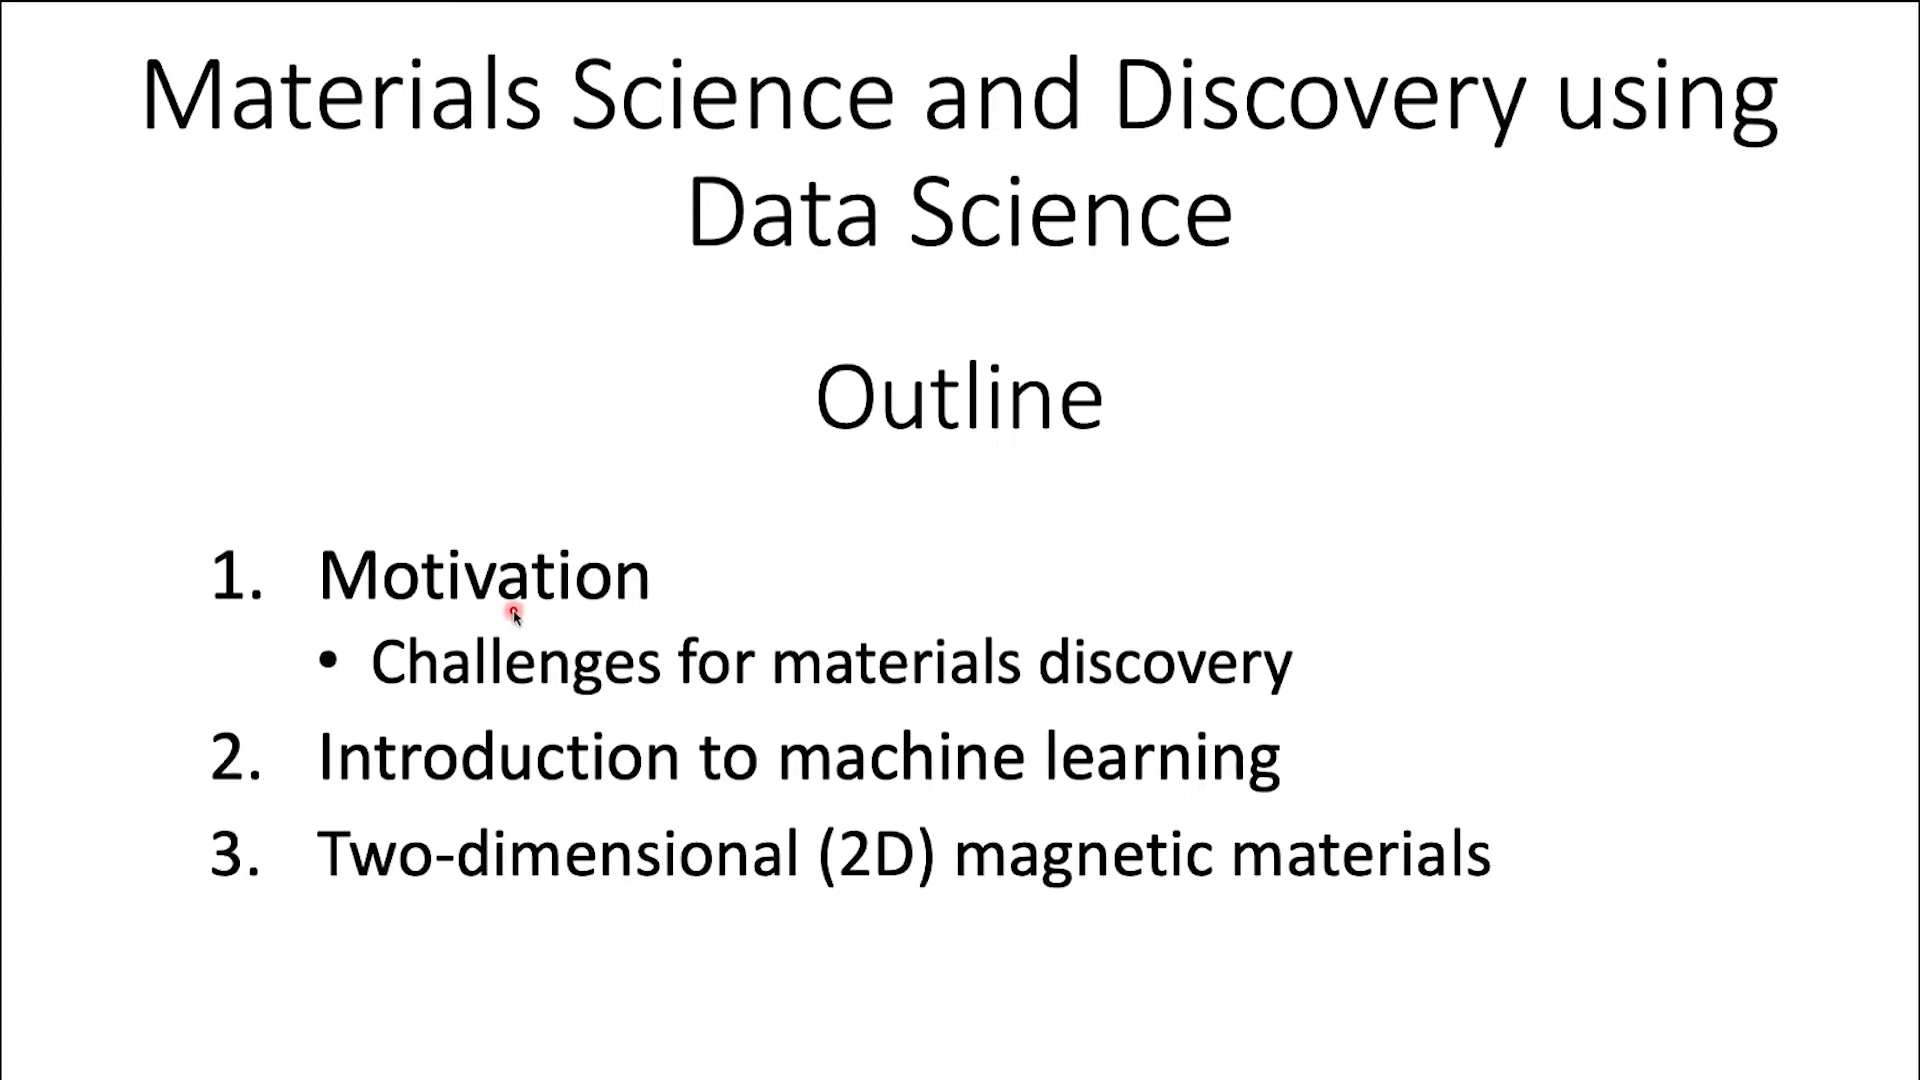 Materials Science and Discovery using
Data Science
Outline
1. Motivation
• Challenges for materials discovery
2. Introduction to machine learning
3. Two-dimensional (2D) magnetic materials